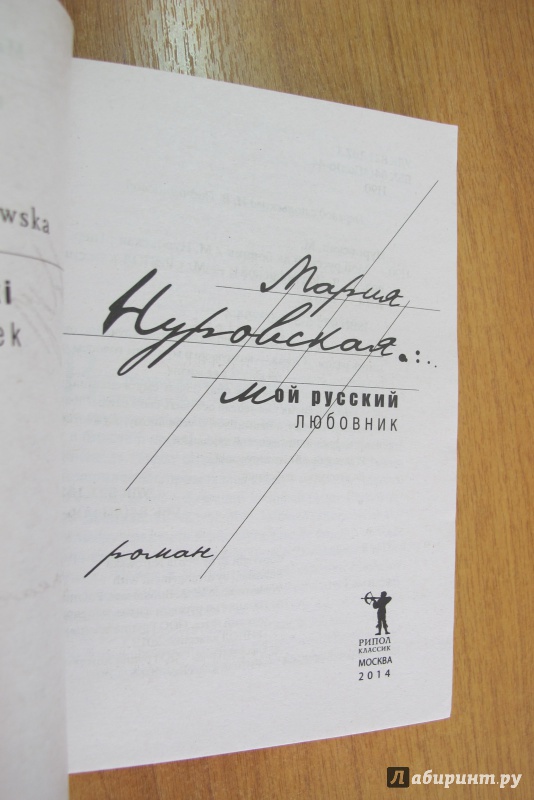 wska
i
ek
Мария
Нуровская
Мой русский
ЛЮБОВНИК
роман
РИПОЛ
КЛАССИК
МОСКВА
2014
Лабиринт.ру